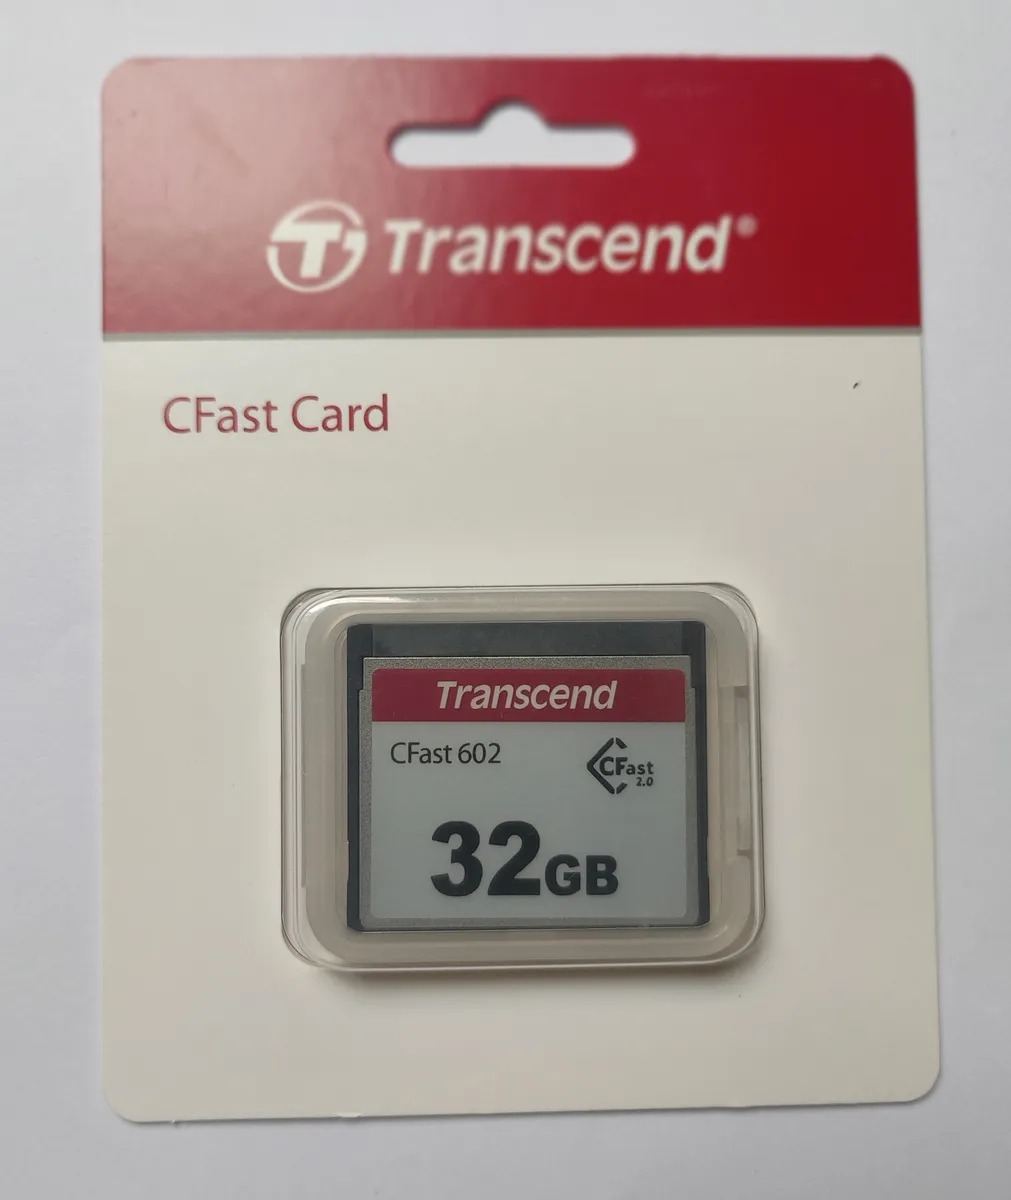 Transcend®
CFast Card
Transcend
CFast 602
CFast
2.0
32GB